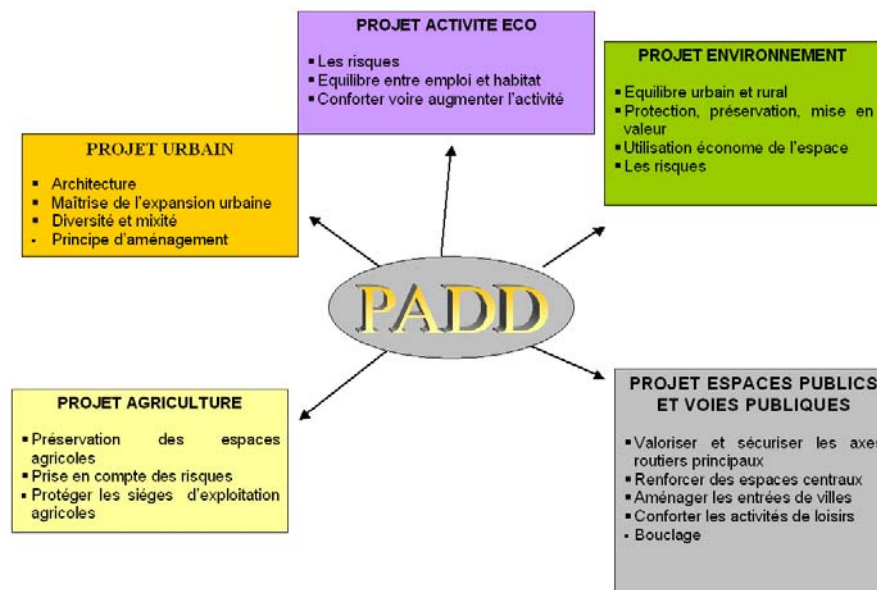 PROJET ACTIVITE ECO
▪ Les risques
▪ Equilibre entre emploi et habitat
▪ Conforter voire augmenter l'activité
PROJET ENVIRONNEMENT
▪ Equilibre urbain et rural
▪ Protection, préservation, mise en
valeur
▪ Utilisation économe de l'espace
▪ Les risques
PROJET URBAIN
▪ Architecture
▪ Maîtrise de l'expansion urbaine
▪ Diversité et mixité
- Principe d'aménagement
PADD
PROJET AGRICULTURE
▪ Préservation des espaces
agricoles
▪ Prise en compte des risques
▪ Protéger les siéges d'exploitation
agricoles
PROJET ESPACES PUBLICS
ET VOIES PUBLIQUES
▪ Valoriser et sécuriser les axes
routiers principaux
▪ Renforcer des espaces centraux
▪ Aménager les entrées de villes
▪ Conforter les activités de loisirs
- Bouclage